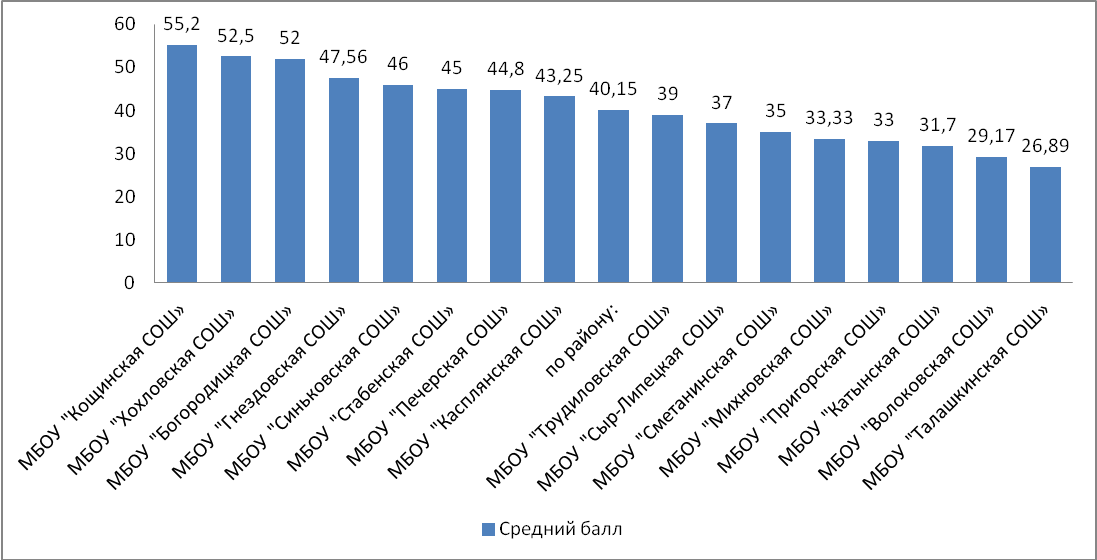 60
50
40
30
20
10
0
55,2
52,5
52
47,56
46
45
44,8
43,25
40,15
39
37
35
33,33
33
31,7
29,17
26,89
МБОУ "Кощинская СОШ»
МБОУ "Хохловская СОШ»
МБОУ "Богородицкая СОШ»
МБОУ "Гнездовская СОШ»
МБОУ "Синьковская СОШ»
МБОУ "Стабенская СОШ»
МБОУ "Печерская СОШ»
МБОУ "Касплянская СОШ»
по району:
МБОУ "Трудиловская СОШ»
МБОУ "Сыр-Липецкая СОШ»
МБОУ "Сметанинская СОШ»
МБОУ "Михновская СОШ»
МБОУ "Пригорская СОШ»
МБОУ "Катынская СОШ»
МБОУ "Волоковская СОШ»
МБОУ "Талашкинская СОШ»
Средний балл